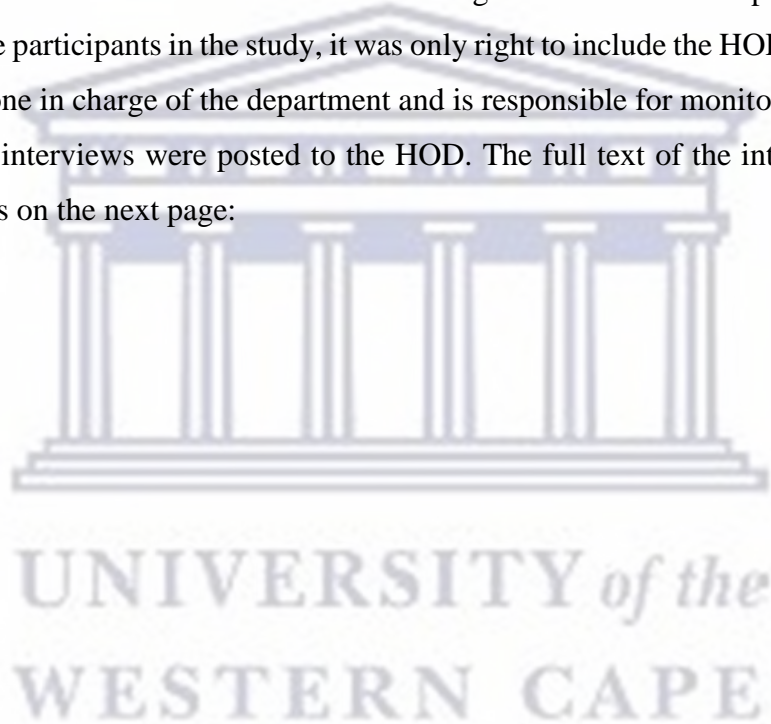 e participants in the study, it was only right to include the HOD
one in charge of the department and is responsible for monito
interviews were posted to the HOD. The full text of the int
s on the next page:
UNIVERSITY of the
WESTERN CAPE